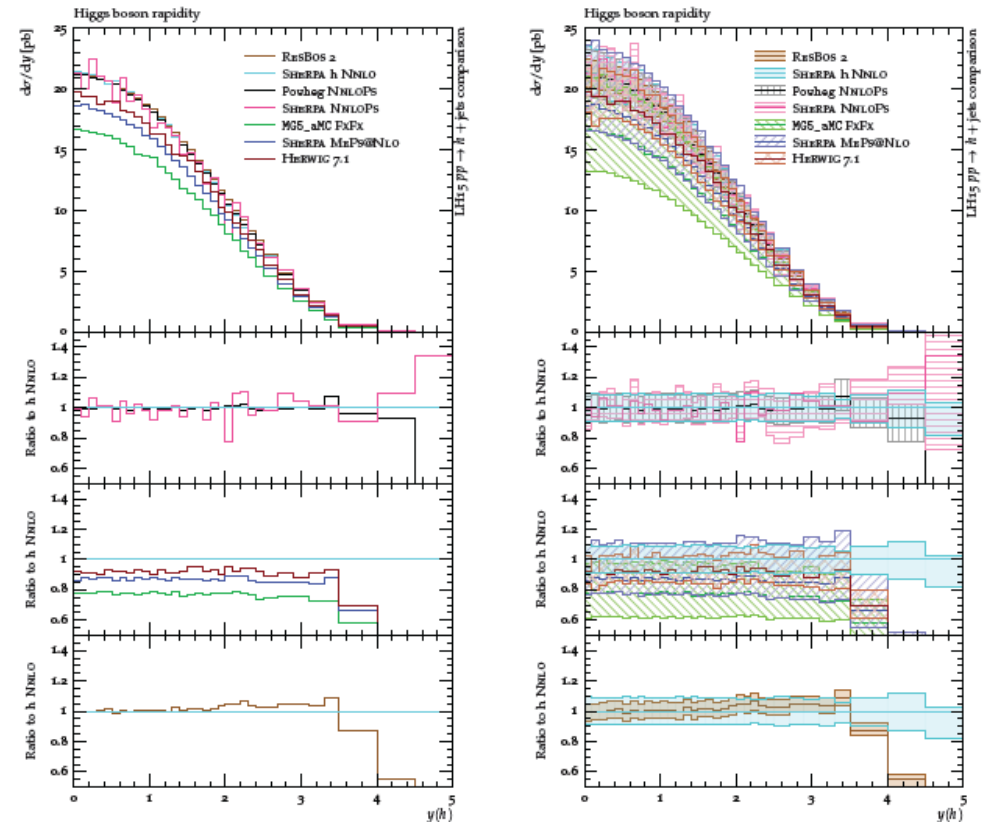 Higgs boson rapidity
dσ/dy [pb]
25
20
15
10
5
0
RESBOS 2
SHERPA h NNLO
Powheg NNLOPS
SHERPA NNLOPS
MG5_aMC FXFX
SHERPA MEPS@NLO
HERWIG 7.1
LH15 pp → h + jets comparison
Ratio to h NNLO
1.4
1.2
1
0.8
0.6
Ratio to h NNLO
1.4
1.2
1
0.8
0.6
Ratio to h NNLO
1.4
1.2
1
0.8
0.6
0 1 2 3 4 5
y(h)
Higgs boson rapidity
dσ/dy [pb]
25
20
15
10
5
0
RESBOS 2
SHERPA h NNLO
Powheg NNLOPS
SHERPA NNLOPS
MG5_aMC FXFX
SHERPA MEPS@NLO
HERWIG 7.1
LH15 pp → h + jets comparison
Ratio to h NNLO
1.4
1.2
1
0.8
0.6
Ratio to h NNLO
1.4
1.2
1
0.8
0.6
Ratio to h NNLO
1.4
1.2
1
0.8
0.6
0 1 2 3 4 5
y(h)